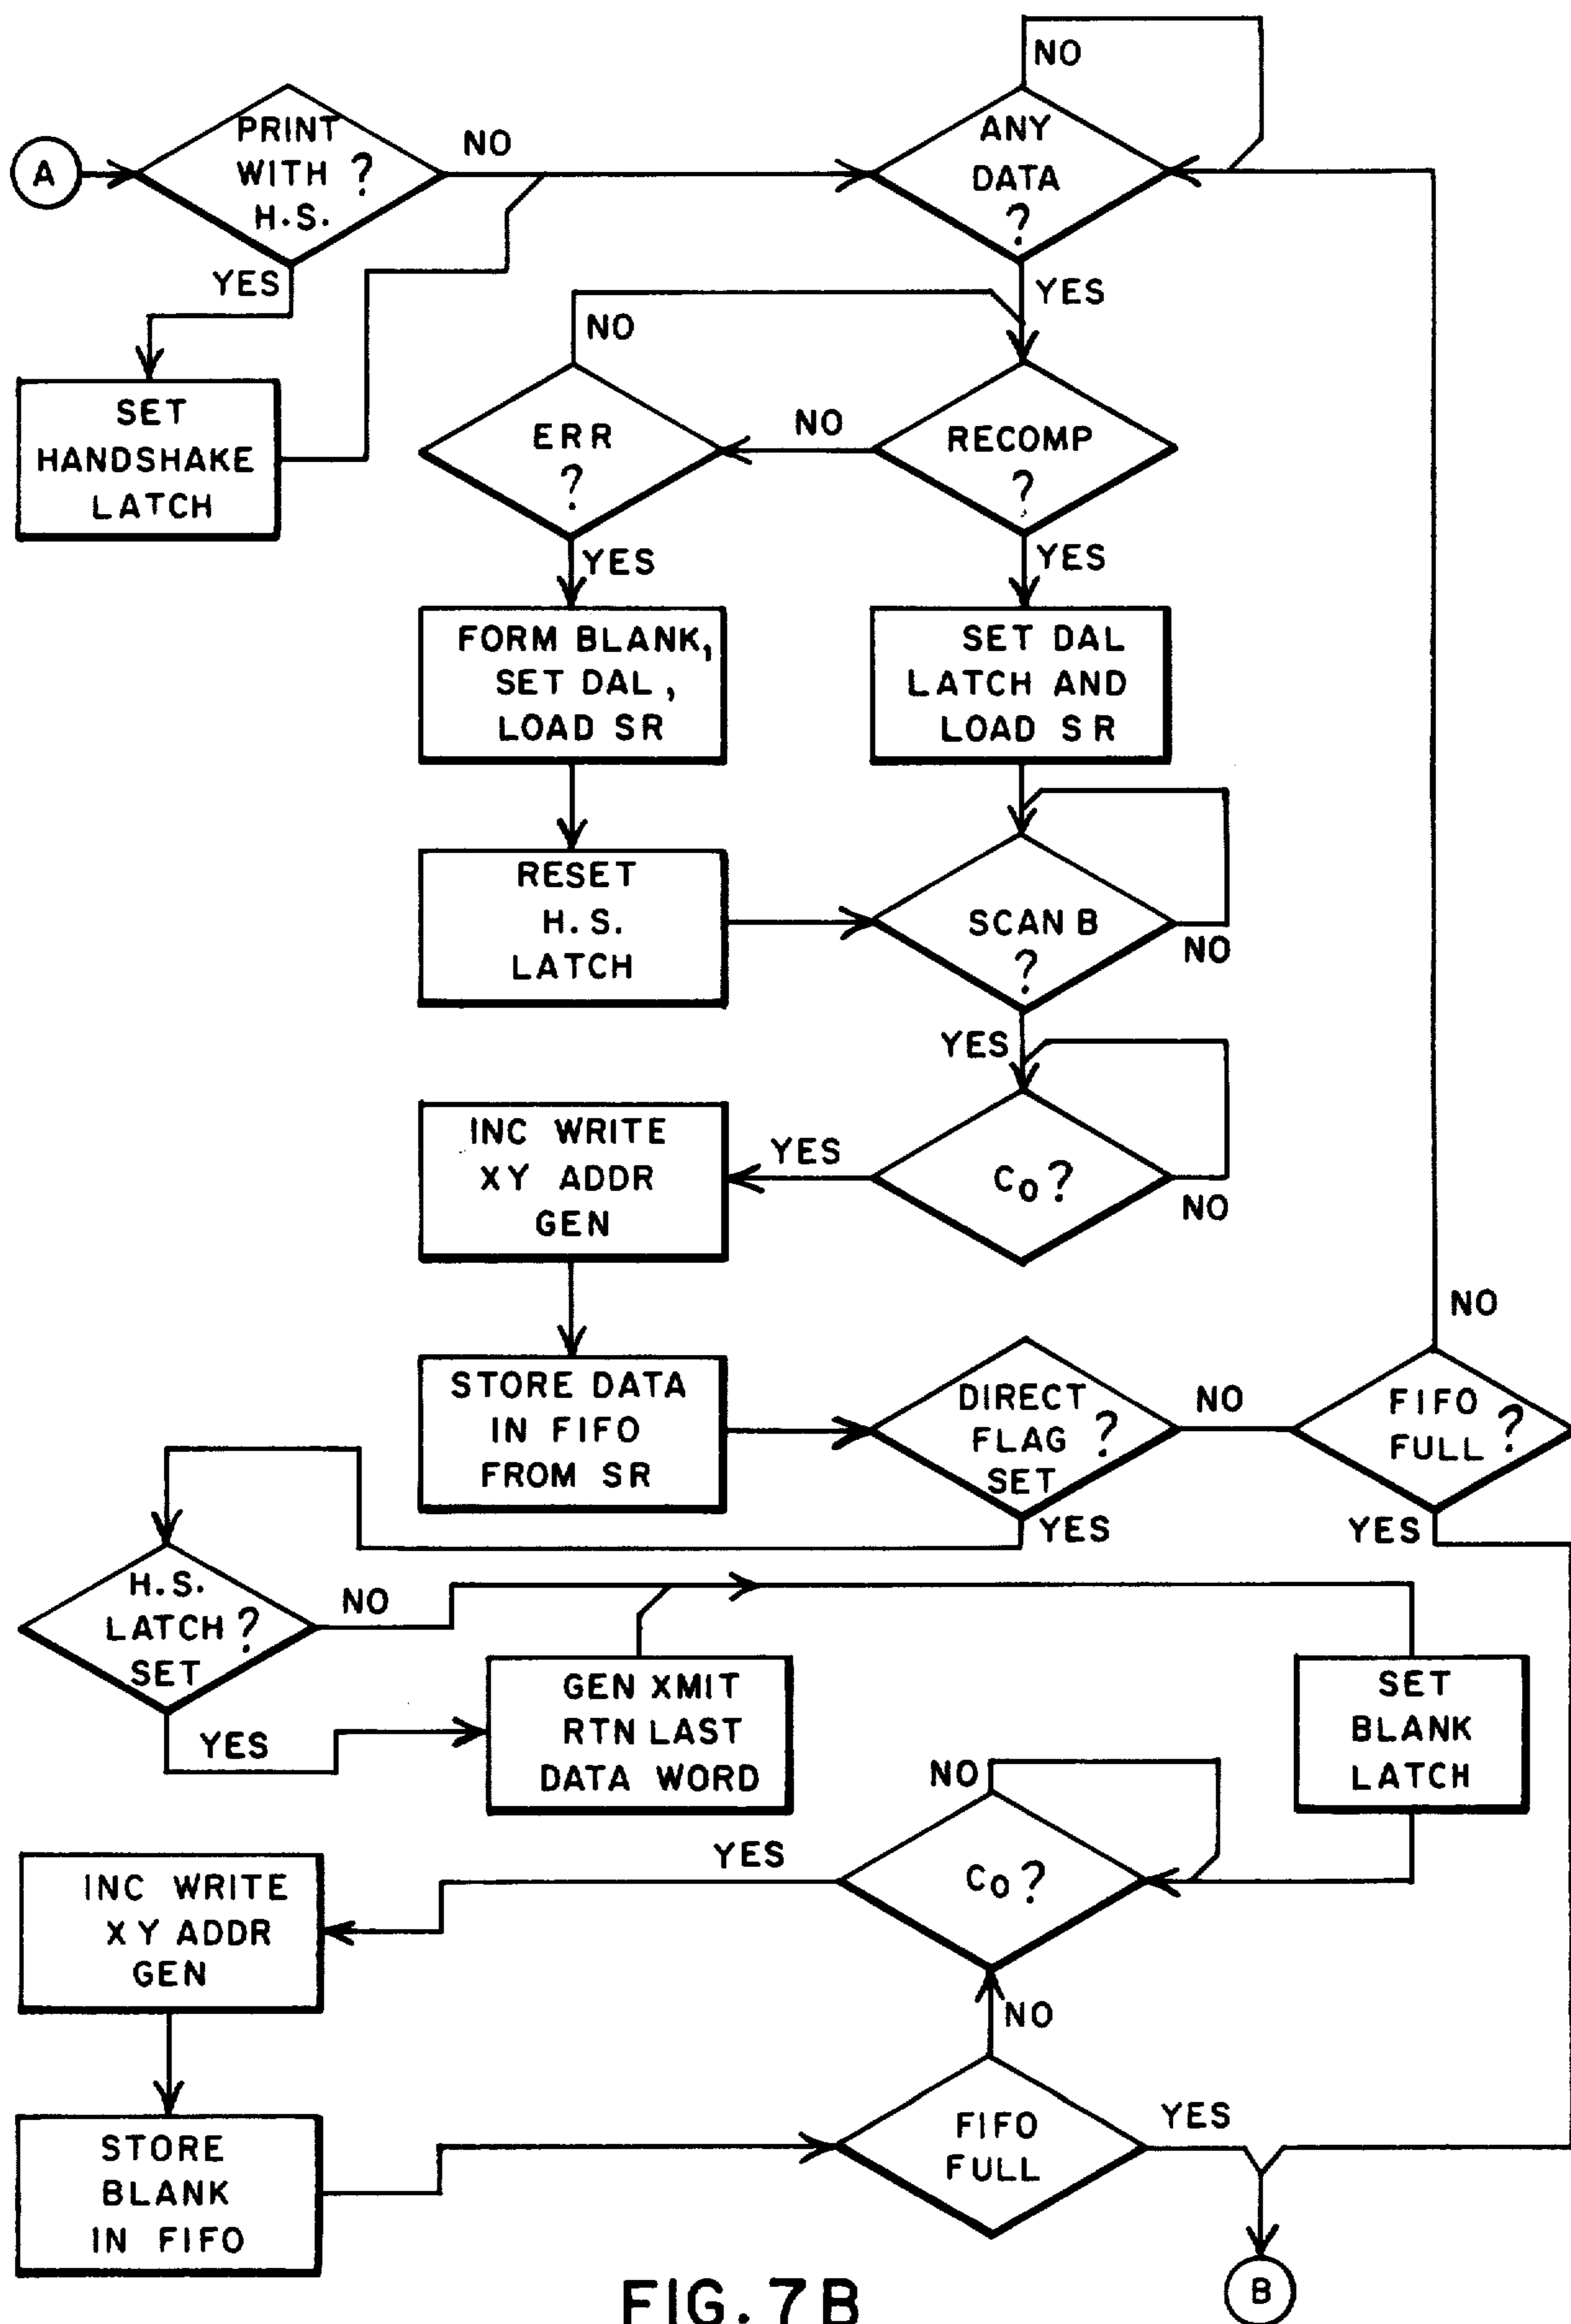 A
PRINT
WITH ?
H.S.
NO
YES
SET
HANDSHAKE
LATCH
NO
ANY
DATA
?
YES
NO
ERR
?
NO
RECOMP
?
YES
YES
FORM BLANK,
SET DAL,
LOAD SR
SET DAL
LATCH AND
LOAD SR
RESET
H.S.
LATCH
SCAN B
?
NO
YES
INC WRITE
XY ADDR
GEN
YES
C0 ?
NO
STORE DATA
IN FIFO
FROM SR
DIRECT
FLAG ?
SET
NO
YES
NO
FIFO
FULL ?
YES
H.S.
LATCH ?
SET
NO
YES
GEN XMIT
RTN LAST
DATA WORD
SET
BLANK
LATCH
NO
C0 ?
YES
INC WRITE
XY ADDR
GEN
NO
STORE
BLANK
IN FIFO
FIFO
FULL
YES
B
FIG. 7B